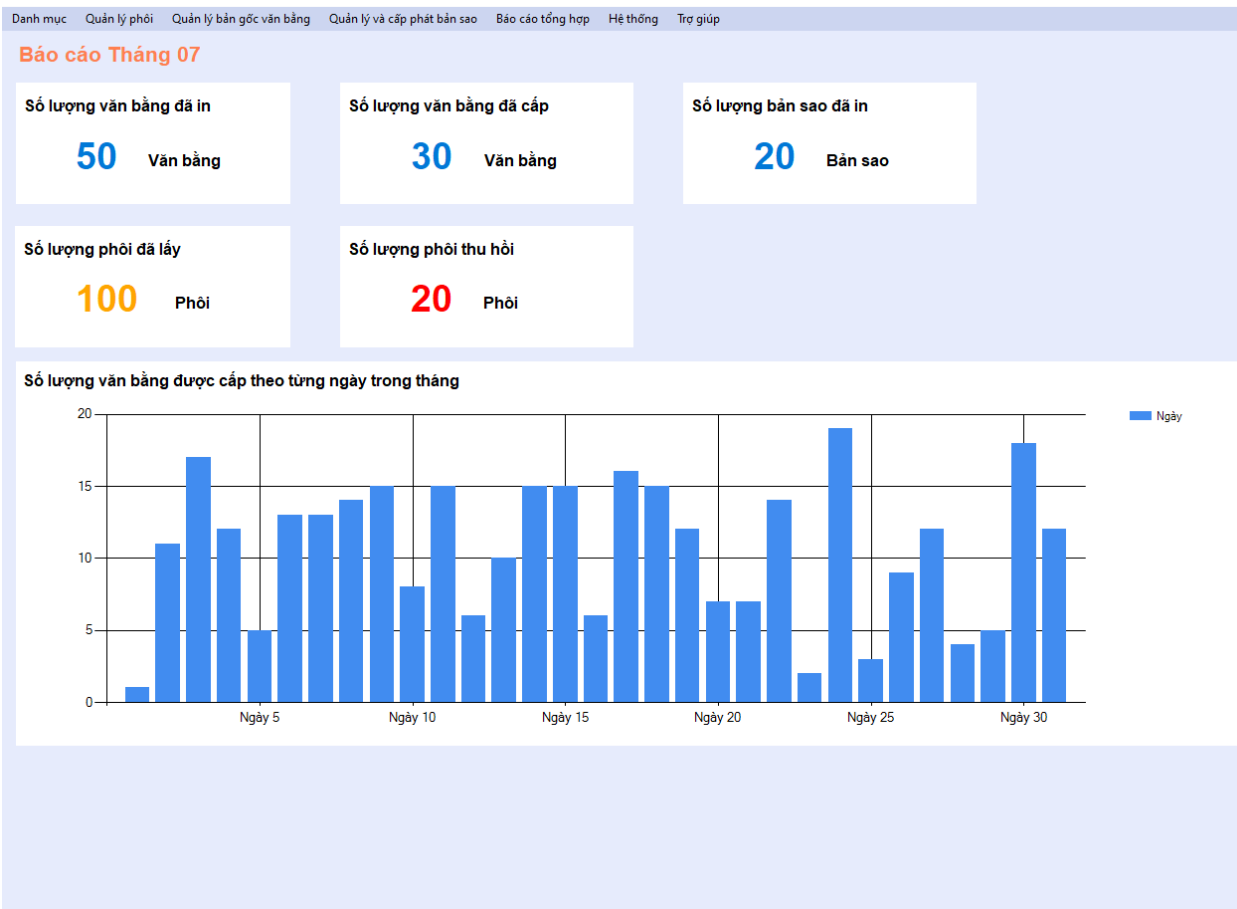 Danh mục Quản lý phôi Quản lý bản gốc văn bằng Quản lý và cấp phát bản sao Báo cáo tổng hợp Hệ thống Trợ giúp
Báo cáo Tháng 07
Số lượng văn bằng đã in
50 Văn bằng
Số lượng văn bằng đã cấp
30 Văn bằng
Số lượng bản sao đã in
20 Bản sao
Số lượng phôi đã lấy
100 Phôi
Số lượng phôi thu hồi
20 Phôi
Số lượng văn bằng được cấp theo từng ngày trong tháng
20
15
10
5
0
Ngày 5 Ngày 10 Ngày 15 Ngày 20 Ngày 25 Ngày 30
Ngày